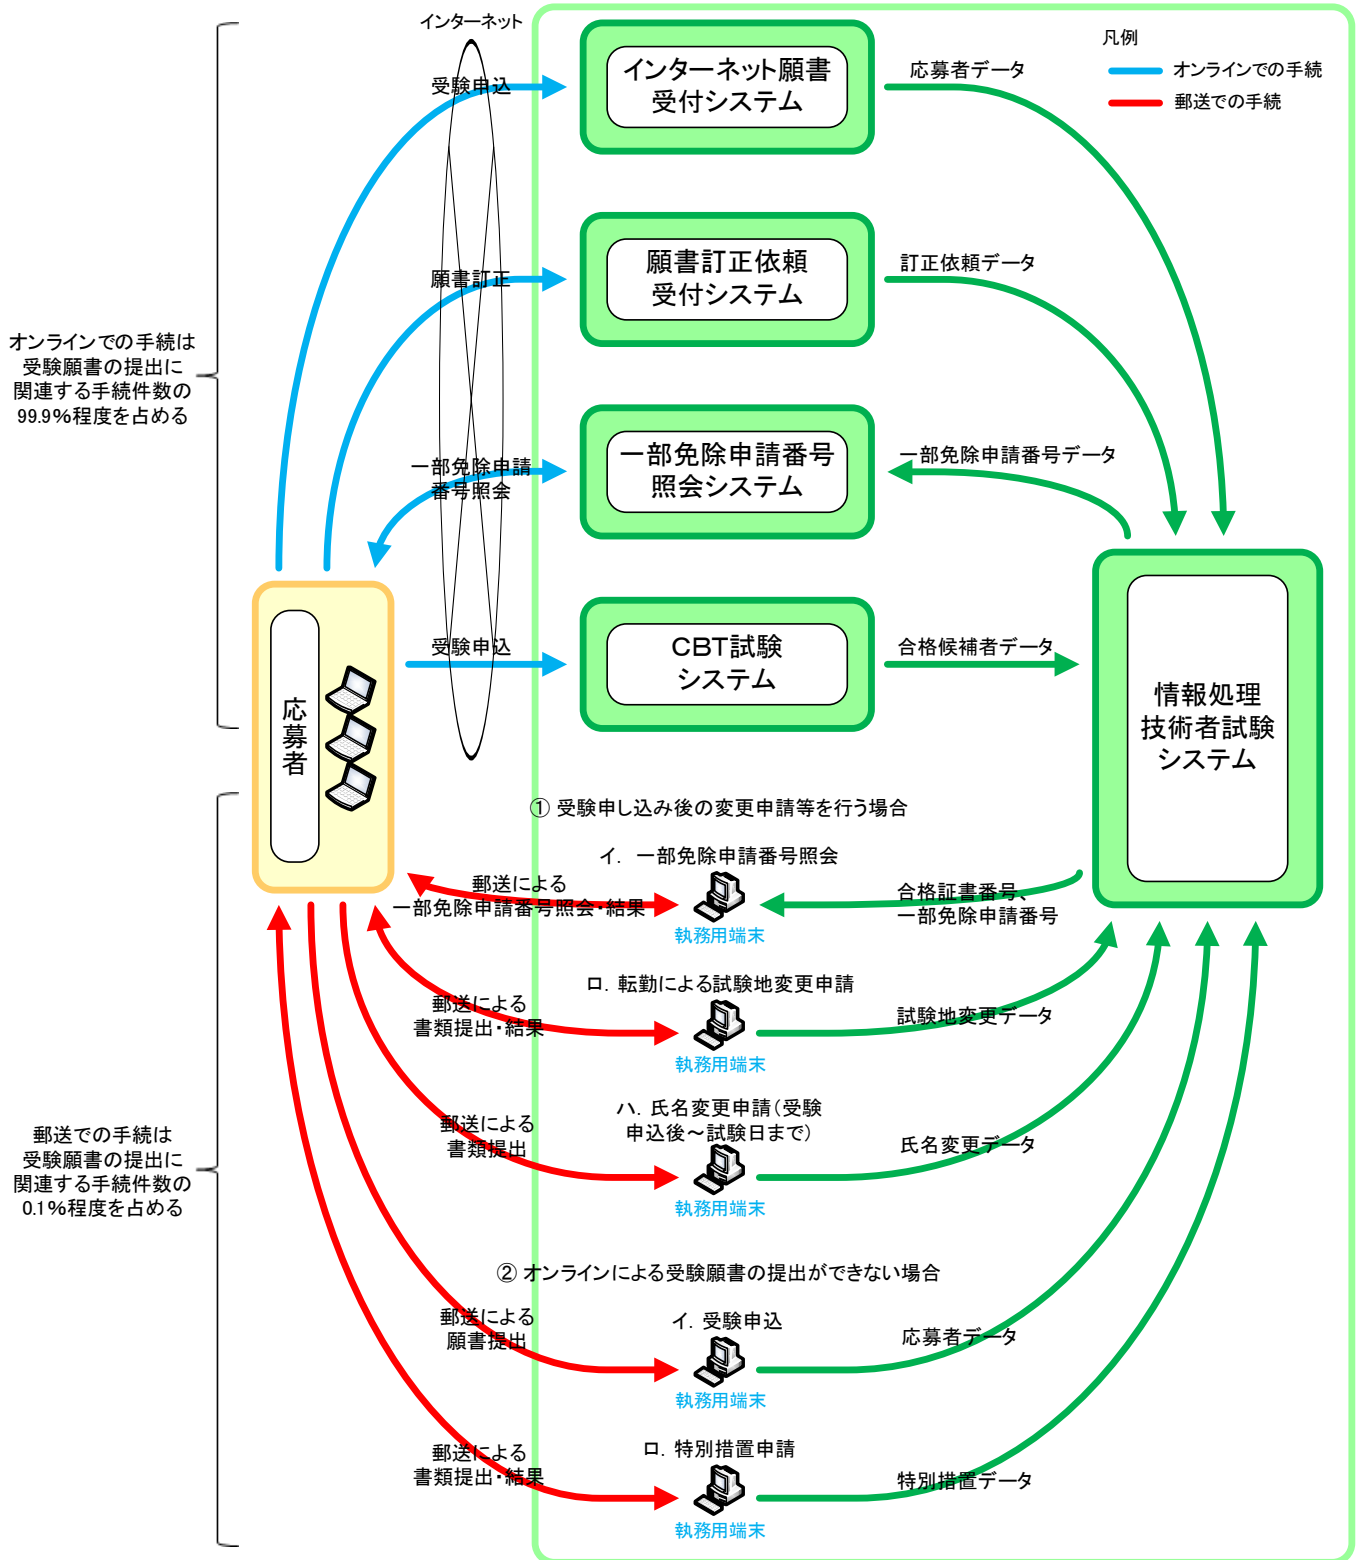 インターネット
凡例
オンラインでの手続
郵送での手続
受験申込
インターネット願書
受付システム
応募者データ
願書訂正
願書訂正依頼
受付システム
訂正依頼データ
オンラインでの手続は
受験願書の提出に
関連する手続件数の
99.9%程度を占める
一部免除申請
番号照会
一部免除申請番号
照会システム
一部免除申請番号データ
受験申込
CBT試験
システム
合格候補者データ
応募者
情報処理
技術者試験
システム
① 受験申し込み後の変更申請等を行う場合
イ. 一部免除申請番号照会
郵送による
一部免除申請番号照会・結果
執務用端末
合格証書番号、
一部免除申請番号
ロ. 転勤による試験地変更申請
郵送による
書類提出・結果
執務用端末
試験地変更データ
郵送での手続は
受験願書の提出に
関連する手続件数の
0.1%程度を占める
ハ. 氏名変更申請(受験
申込後~試験日まで)
郵送による
書類提出
執務用端末
氏名変更データ
② オンラインによる受験願書の提出ができない場合
イ. 受験申込
郵送による
願書提出
執務用端末
応募者データ
ロ. 特別措置申請
郵送による
書類提出・結果
執務用端末
特別措置データ